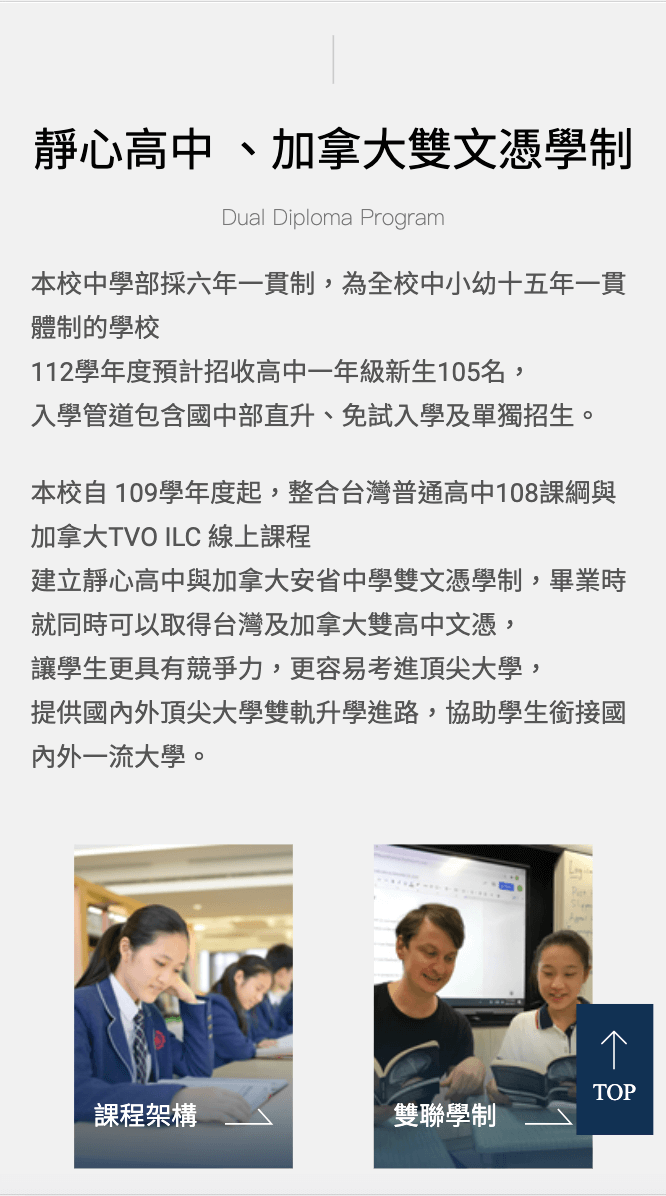 靜心高中 、加拿大雙文憑學制
Dual Diploma Program
本校中學部採六年一貫制，為全校中小幼十五年一貫
體制的學校
112學年度預計招收高中一年級新生105名，
入學管道包含國中部直升、免試入學及單獨招生。
本校自 109學年度起，整合台灣普通高中108課綱與
加拿大TVO ILC 線上課程
建立靜心高中與加拿大安省中學雙文憑學制，畢業時
就同時可以取得台灣及加拿大雙高中文憑，
讓學生更具有競爭力，更容易考進頂尖大學，
提供國內外頂尖大學雙軌升學進路，協助學生銜接國
內外一流大學。
課程架構
雙聯學制
TOP